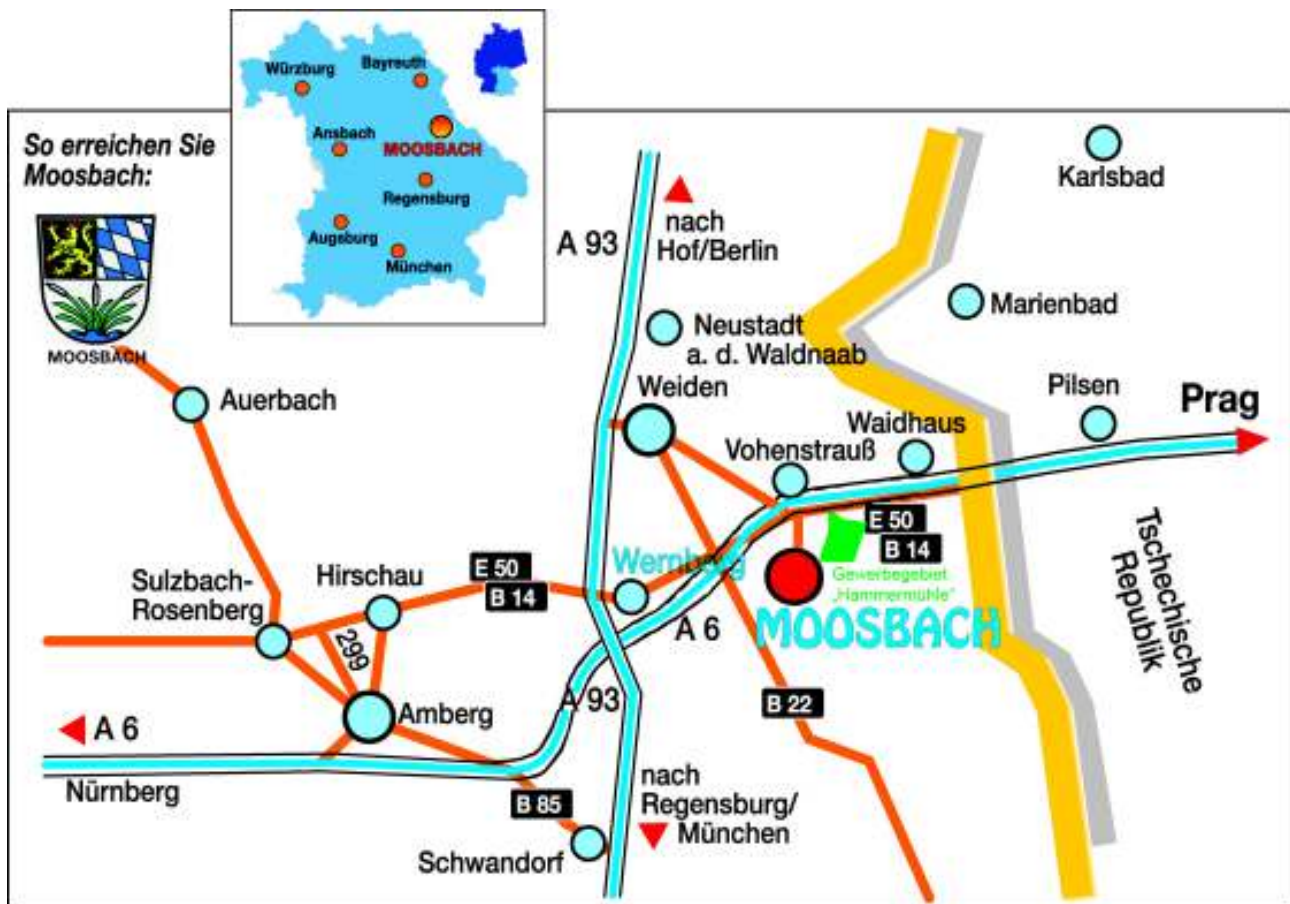 Würzburg
Bayreuth
Ansbach
MOOSBACH
Regensburg
Augsburg
München
So erreichen Sie
Moosbach:
MOOSBACH
A 93
nach
Hof/Berlin
Karlsbad
Marienbad
Neustadt
a. d. Waldnaab
Weiden
Auerbach
Pilsen
Prag
Waidhaus
Vohenstrauß
E 50
B 14
Tschechische
Republik
Wernberg
Gewerbegebiet
„Hammermühle"
MOOSBACH
Sulzbach-
Rosenberg
Hirschau
E 50
B 14
299
A 6
A 93
B 22
Amberg
A 6
Nürnberg
B 85
Schwandorf
nach
Regensburg/
München